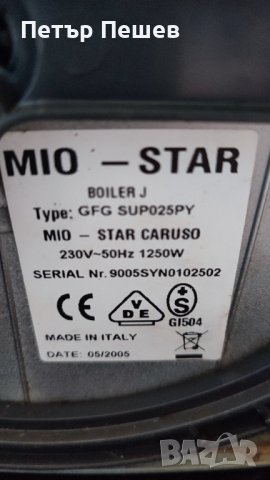 Петър Пешев
MIO - STAR
BOILER J
Type: GFG SUP025PY
MIO - STAR CARUSO
230V~50Hz 1250W
SERIAL Nr. 9005SYN0102502
CE
VDE
+S
GI504
MADE IN ITALY
DATE: 05/2005
BAZAR